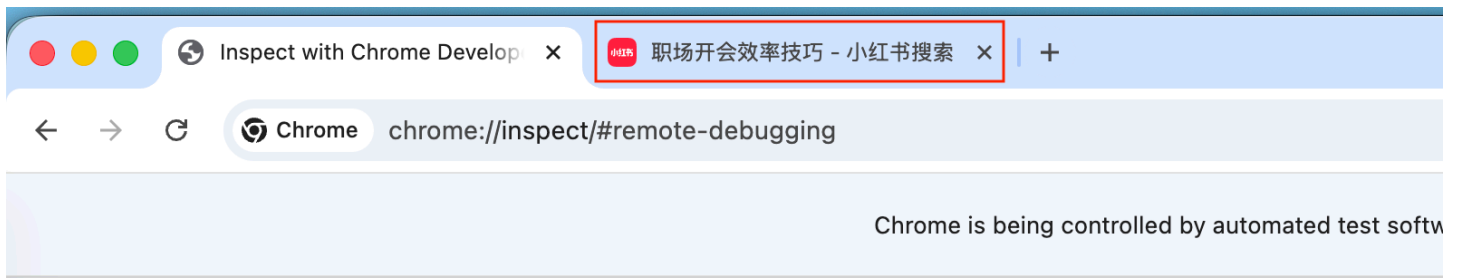 Inspect with Chrome Develop
小红书 职场开会效率技巧 - 小红书搜索
Chrome chrome://inspect/#remote-debugging
Chrome is being controlled by automated test softw